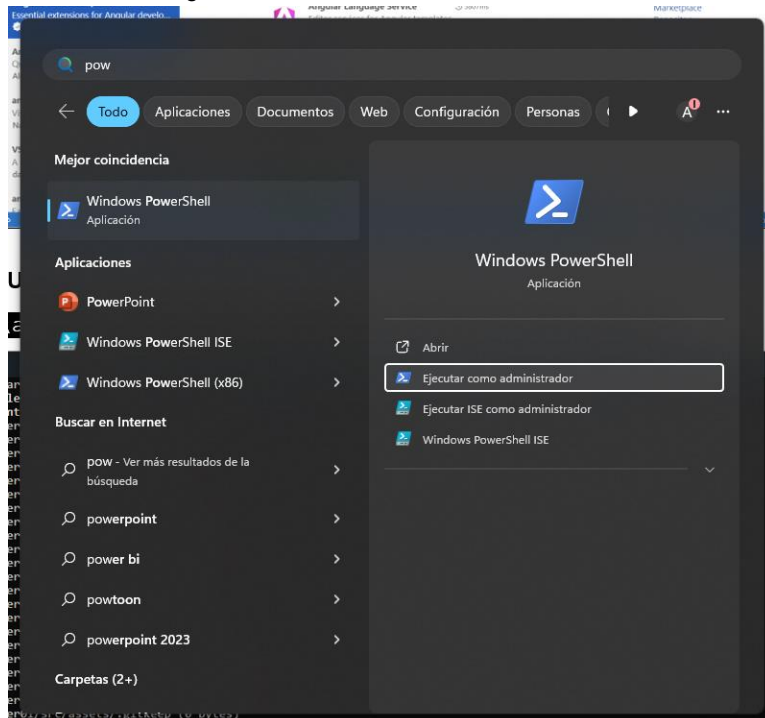 Essential extensions for Angular develo...
Angular Language Service
Marketplace
pow
Todo Aplicaciones Documentos Web Configuración Personas
A
Mejor coincidencia
Windows PowerShell
Aplicación
Aplicaciones
PowerPoint
Windows PowerShell ISE
Windows PowerShell (x86)
Buscar en Internet
pow - Ver más resultados de la
búsqueda
powerpoint
power bi
powtoon
powerpoint 2023
Carpetas (2+)
Windows PowerShell
Aplicación
Abrir
Ejecutar como administrador
Ejecutar ISE como administrador
Windows PowerShell ISE